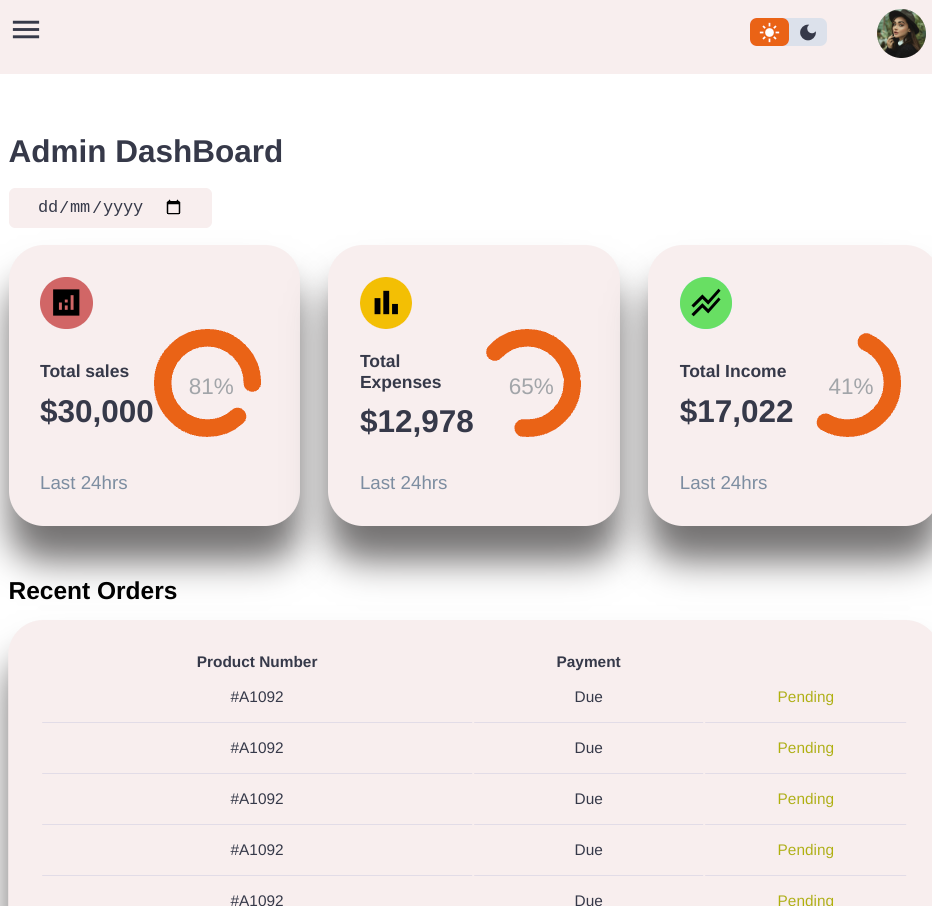 Admin DashBoard
dd/mm/yyyy
Total sales
$30,000
81%
Last 24hrs
Total
Expenses
$12,978
65%
Last 24hrs
Total Income
$17,022
41%
Last 24hrs
Recent Orders
Product Number Payment
#A1092 Due Pending
#A1092 Due Pending
#A1092 Due Pending
#A1092 Due Pending
#A1092 Due Pending